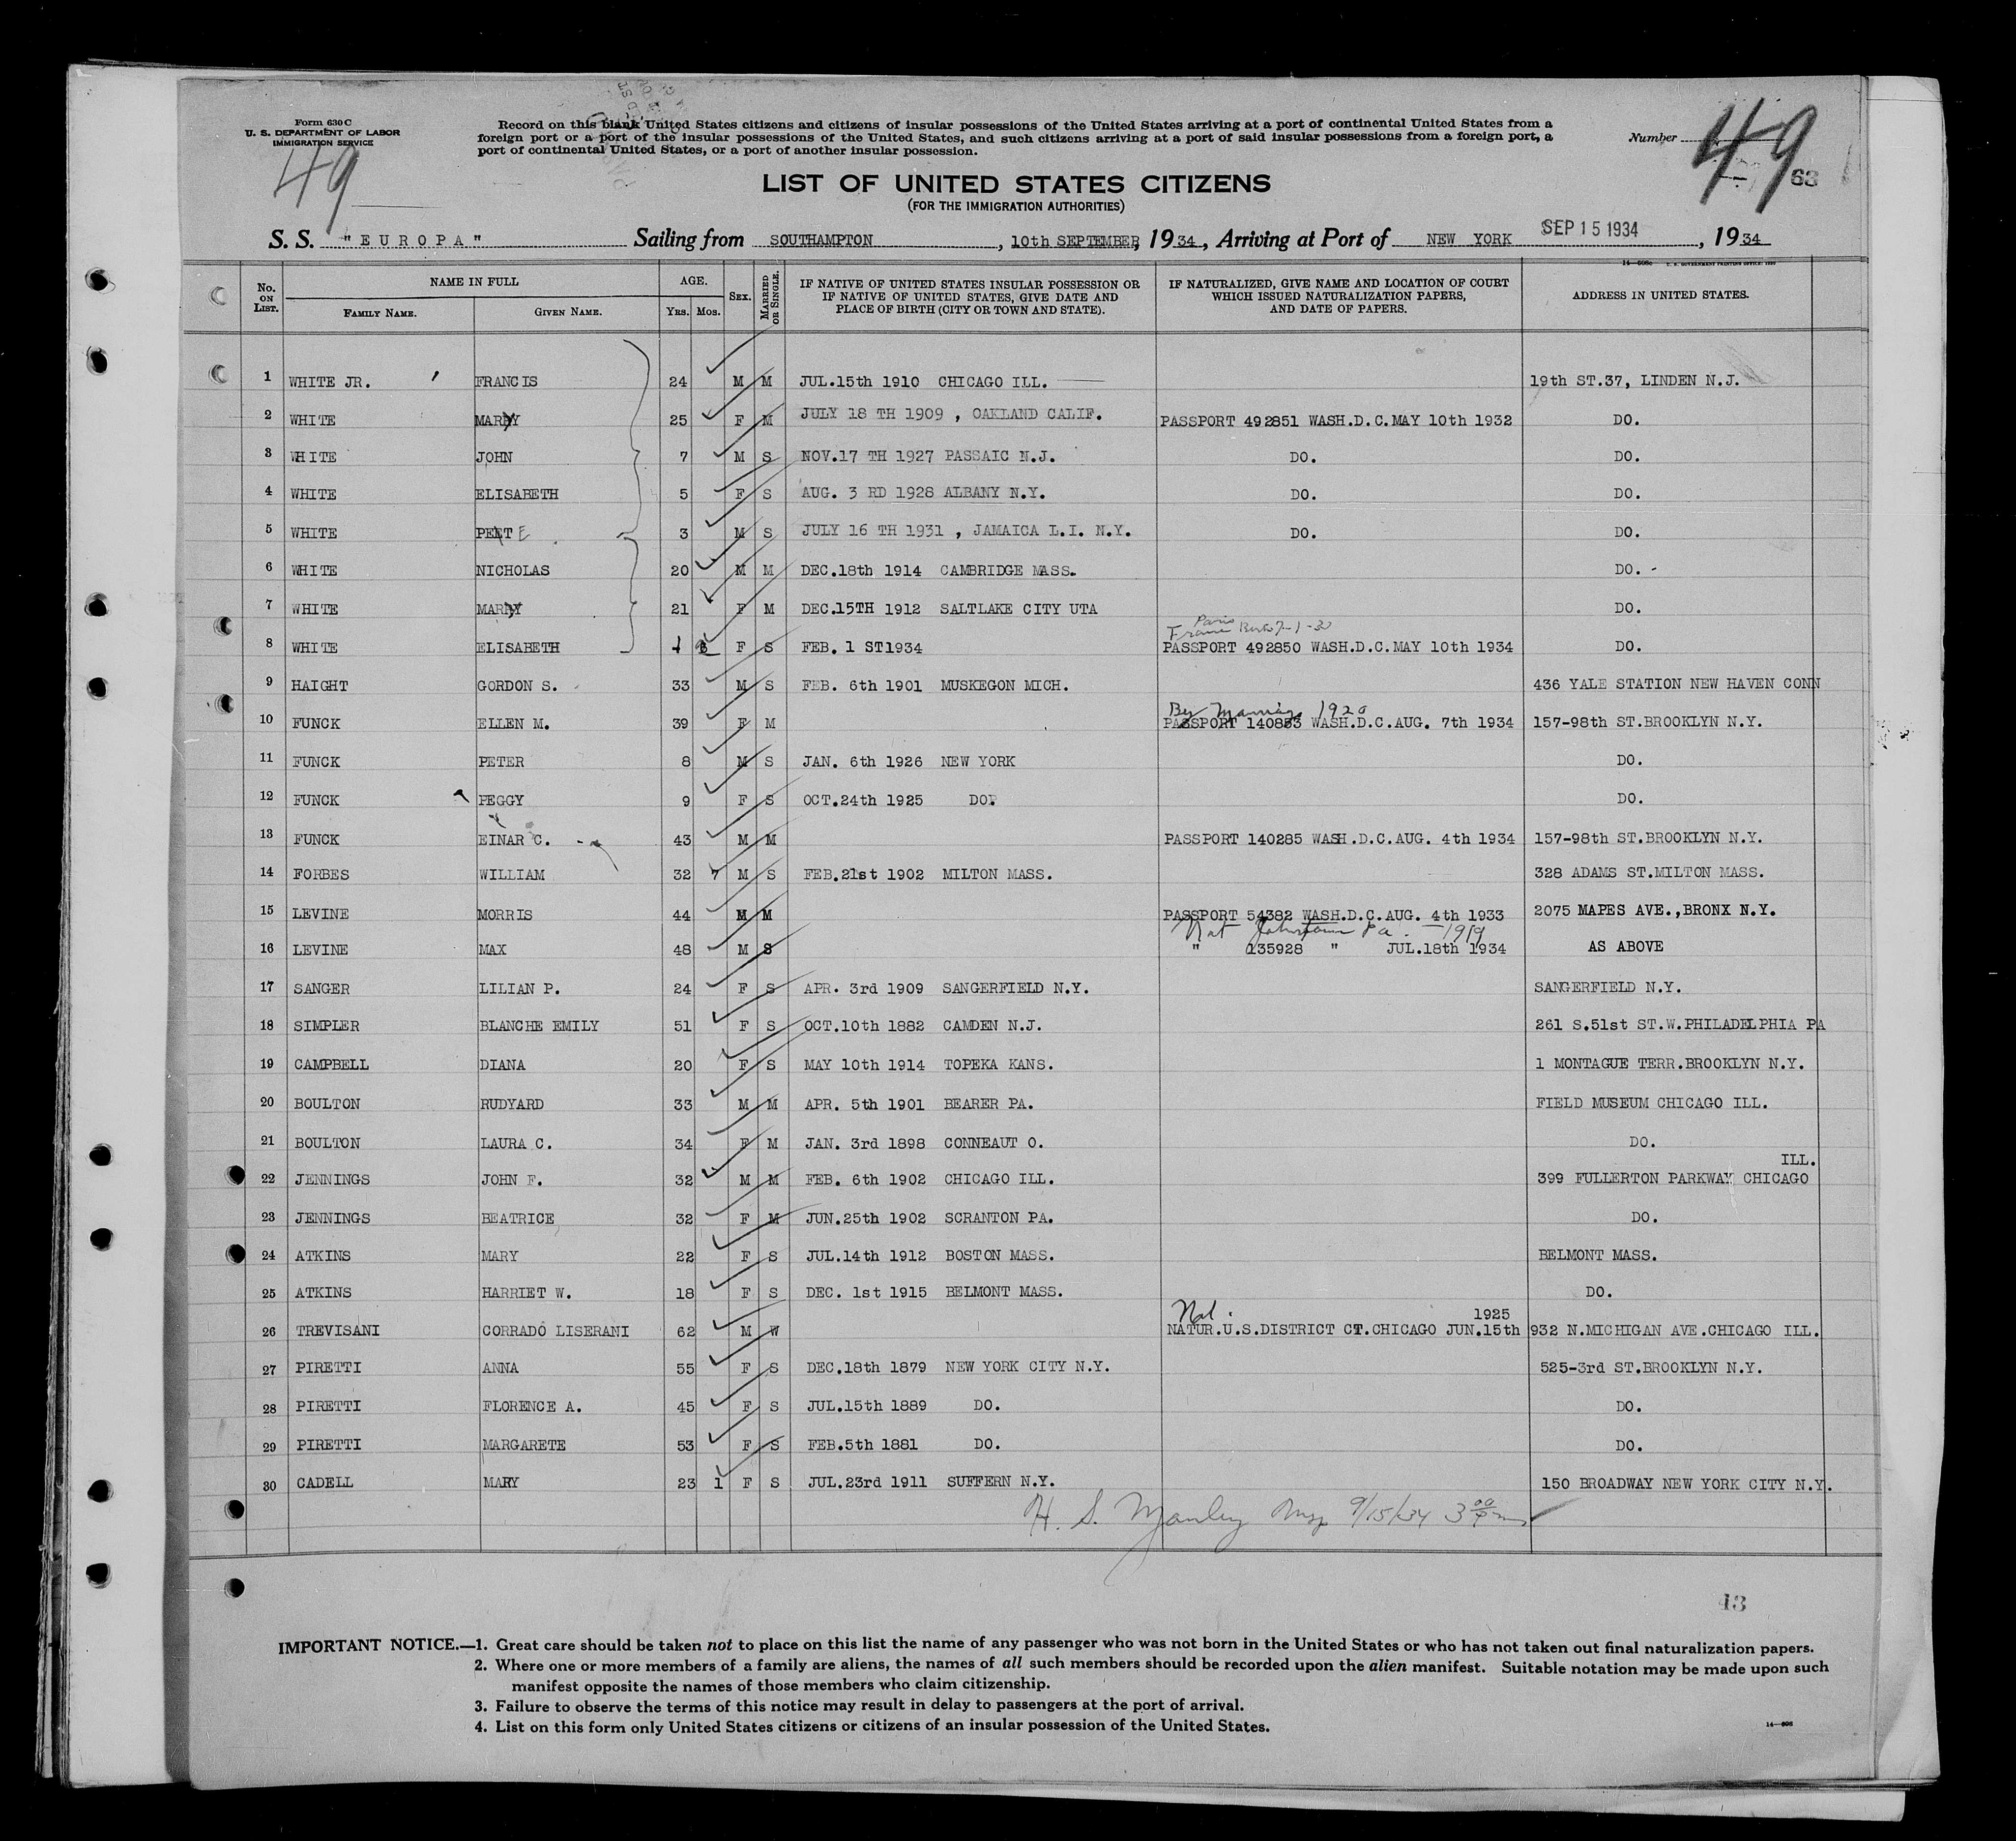 Form 630 C
U. S. DEPARTMENT OF LABOR
IMMIGRATION SERVICE
49
Record on this blank United States citizens and citizens of insular possessions of the United States arriving at a port of continental United States from a
foreign port or a port of the insular possessions of the United States, and such citizens arriving at a port of said insular possessions from a foreign port, a
port of continental United States, or a port of another insular possession.
Number 49
63
LIST OF UNITED STATES CITIZENS
(FOR THE IMMIGRATION AUTHORITIES)
S. S. "EUROPA" Sailing from SOUTHAMPTON, 10th SEPTEMBER, 1934, Arriving at Port of NEW YORK SEP 15 1934, 1934
No. ON LIST. NAME IN FULL FAMILY NAME. GIVEN NAME. AGE. YRS. MOS. SEX. MARRIED OR SINGLE. IF NATIVE OF UNITED STATES INSULAR POSSESSION OR IF NATIVE OF UNITED STATES, GIVE DATE AND PLACE OF BIRTH (CITY OR TOWN AND STATE). IF NATURALIZED, GIVE NAME AND LOCATION OF COURT WHICH ISSUED NATURALIZATION PAPERS, AND DATE OF PAPERS. ADDRESS IN UNITED STATES.
1 WHITE JR. FRANCIS 24 M M JUL.15th 1910 CHICAGO ILL. 19th ST.37, LINDEN N.J.
2 WHITE MARY 25 F M JULY 18 TH 1909 , OAKLAND CALIF. PASSPORT 492851 WASH.D.C.MAY 10th 1932 DO.
3 WHITE JOHN 7 M S NOV.17 TH 1927 PASSAIC N.J. DO. DO.
4 WHITE ELISABETH 5 F S AUG. 3 RD 1928 ALBANY N.Y. DO. DO.
5 WHITE PETE 3 M S JULY 16 TH 1931 , JAMAICA L.I. N.Y. DO. DO.
6 WHITE NICHOLAS 20 M M DEC.18th 1914 CAMBRIDGE MASS. DO. -
7 WHITE MARY 21 F M DEC.15TH 1912 SALTLAKE CITY UTA DO.
Paris
8 WHITE ELISABETH F S FEB. 1 ST1934 PASSPORT 492850 WASH.D.C.MAY 10th 1934 DO.
9 HAIGHT GORDON S. 33 M S FEB. 6th 1901 MUSKEGON MICH. 436 YALE STATION NEW HAVEN CONN
By Marriage 1920
10 FUNCK ELLEN M. 39 F M PASSPORT 140853 WASH.D.C.AUG. 7th 1934 157-98th ST.BROOKLYN N.Y.
11 FUNCK PETER 8 M S JAN. 6th 1926 NEW YORK DO.
12 FUNCK PEGGY 9 F S OCT.24th 1925 DO. DO.
13 FUNCK EINAR C. 43 M M PASSPORT 140285 WASH.D.C.AUG. 4th 1934 157-98th ST.BROOKLYN N.Y.
14 FORBES WILLIAM 32 7 M S FEB.21st 1902 MILTON MASS. 328 ADAMS ST.MILTON MASS.
15 LEVINE MORRIS 44 M M PASSPORT 54382 WASH.D.C.AUG. 4th 1933 2075 MAPES AVE.,BRONX N.Y.
Nat Johnstown Pa. - 1919
16 LEVINE MAX 48 M S " 135928 " JUL.18th 1934 AS ABOVE
17 SANGER LILIAN P. 24 F S APR. 3rd 1909 SANGERFIELD N.Y. SANGERFIELD N.Y.
18 SIMPLER BLANCHE EMILY 51 F S OCT.10th 1882 CAMDEN N.J. 261 S.51st ST.W.PHILADELPHIA PA
19 CAMPBELL DIANA 20 F S MAY 10th 1914 TOPEKA KANS. 1 MONTAGUE TERR.BROOKLYN N.Y.
20 BOULTON RUDYARD 33 M M APR. 5th 1901 BEARER PA. FIELD MUSEUM CHICAGO ILL.
21 BOULTON LAURA C. 34 F M JAN. 3rd 1898 CONNEAUT O. DO.
ILL.
22 JENNINGS JOHN F. 32 M M FEB. 6th 1902 CHICAGO ILL. 399 FULLERTON PARKWAY CHICAGO
23 JENNINGS BEATRICE 32 F M JUN.25th 1902 SCRANTON PA. DO.
24 ATKINS MARY 22 F S JUL.14th 1912 BOSTON MASS. BELMONT MASS.
25 ATKINS HARRIET W. 18 F S DEC. 1st 1915 BELMONT MASS. DO.
Nat. 1925
26 TREVISANI CORRADO LISERANI 62 M W NATUR.U.S.DISTRICT CT.CHICAGO JUN.15th 932 N.MICHIGAN AVE.CHICAGO ILL.
27 PIRETTI ANNA 55 F S DEC.18th 1879 NEW YORK CITY N.Y. 525-3rd ST.BROOKLYN N.Y.
28 PIRETTI FLORENCE A. 45 F S JUL.15th 1889 DO. DO.
29 PIRETTI MARGARETE 53 F S FEB.5th 1881 DO. DO.
30 CADELL MARY 23 1 F S JUL.23rd 1911 SUFFERN N.Y. 150 BROADWAY NEW YORK CITY N.Y.
H. S. Manley Insp 9/15/34 3 00 pm
43
IMPORTANT NOTICE.—1. Great care should be taken not to place on this list the name of any passenger who was not born in the United States or who has not taken out final naturalization papers.
2. Where one or more members of a family are aliens, the names of all such members should be recorded upon the alien manifest. Suitable notation may be made upon such
manifest opposite the names of those members who claim citizenship.
3. Failure to observe the terms of this notice may result in delay to passengers at the port of arrival.
4. List on this form only United States citizens or citizens of an insular possession of the United States.